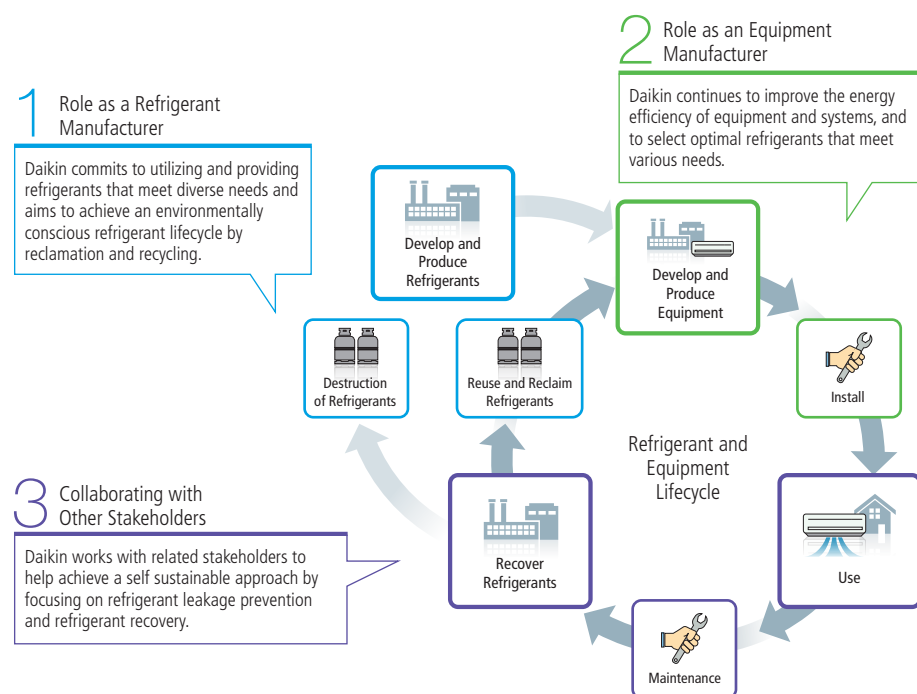 1 Role as a Refrigerant
Manufacturer
Daikin commits to utilizing and providing
refrigerants that meet diverse needs and
aims to achieve an environmentally
conscious refrigerant lifecycle by
reclamation and recycling.
2 Role as an Equipment
Manufacturer
Daikin continues to improve the energy
efficiency of equipment and systems, and
to select optimal refrigerants that meet
various needs.
Develop and
Produce
Refrigerants
Develop and
Produce
Equipment
Destruction
of Refrigerants
Reuse and Reclaim
Refrigerants
Install
Refrigerant and
Equipment
Lifecycle
3 Collaborating with
Other Stakeholders
Daikin works with related stakeholders to
help achieve a self sustainable approach by
focusing on refrigerant leakage prevention
and refrigerant recovery.
Recover
Refrigerants
Use
Maintenance